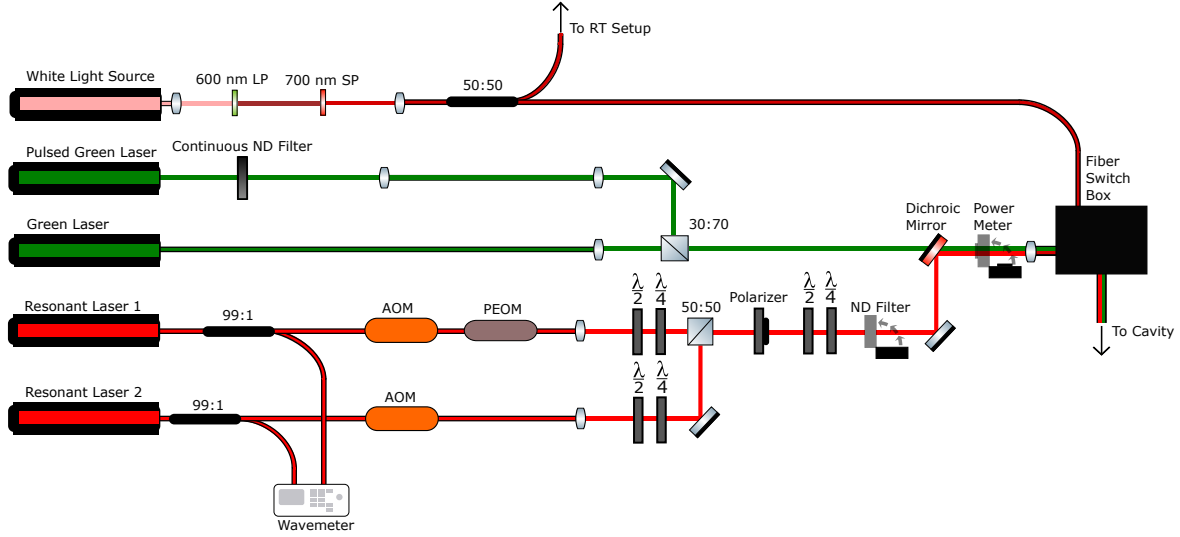 To RT Setup
White Light Source
600 nm LP
700 nm SP
50:50
Pulsed Green Laser
Continuous ND Filter
Fiber
Switch
Box
Green Laser
30:70
Dichroic
Mirror
Power
Meter
Resonant Laser 1
99:1
AOM
PEOM
λ/2
λ/4
50:50
Polarizer
λ/2
λ/4
ND Filter
To Cavity
Resonant Laser 2
99:1
AOM
λ/2
λ/4
Wavemeter